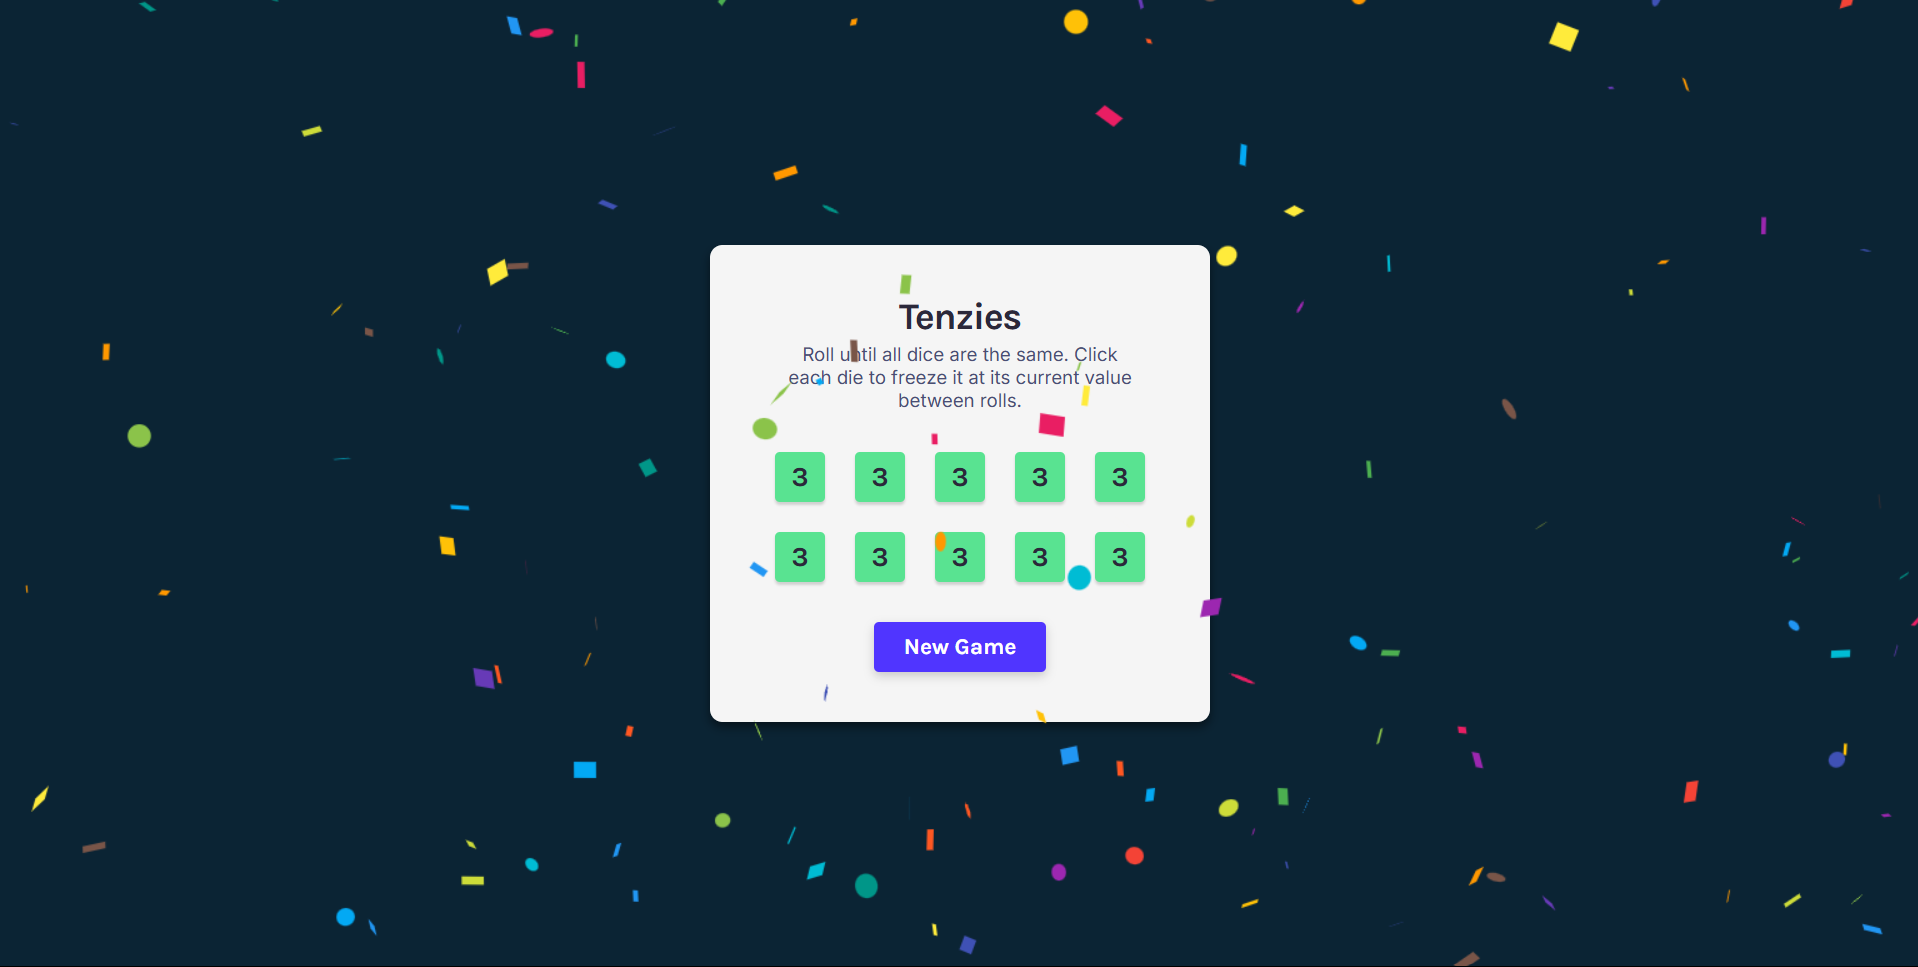 Tenzies
Roll until all dice are the same. Click
each die to freeze it at its current value
between rolls.
3 3 3 3 3
3 3 3 3 3
New Game